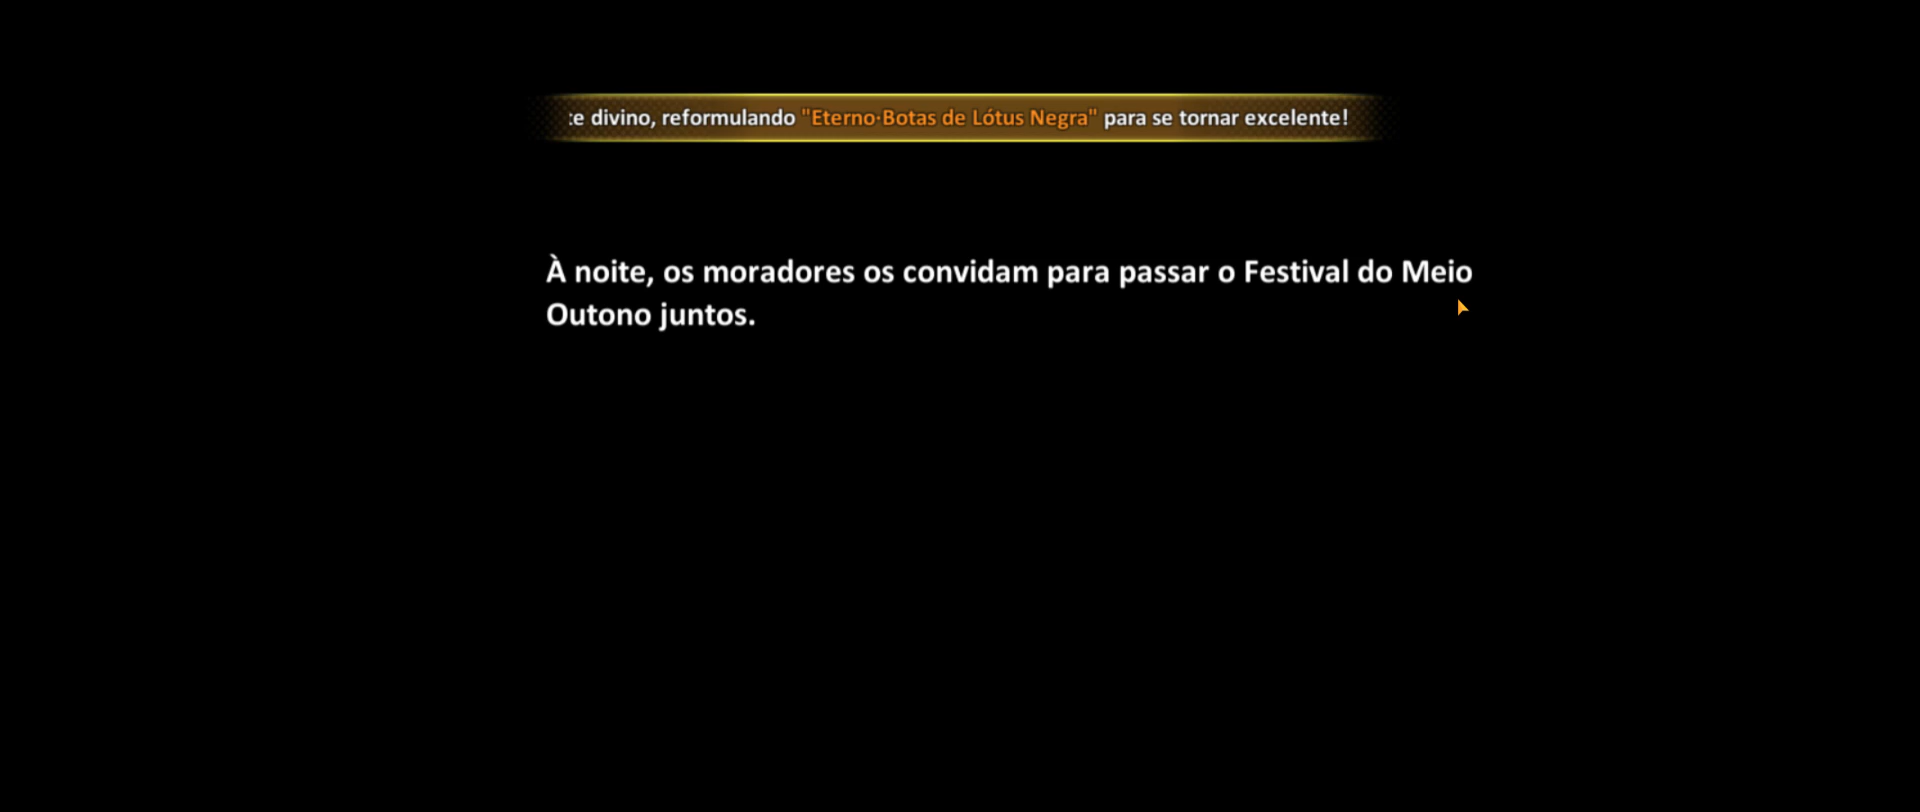 divino, reformulando "Eterno·Botas de Lótus Negra" para se tornar excelente!
À noite, os moradores os convidam para passar o Festival do Meio
Outono juntos.